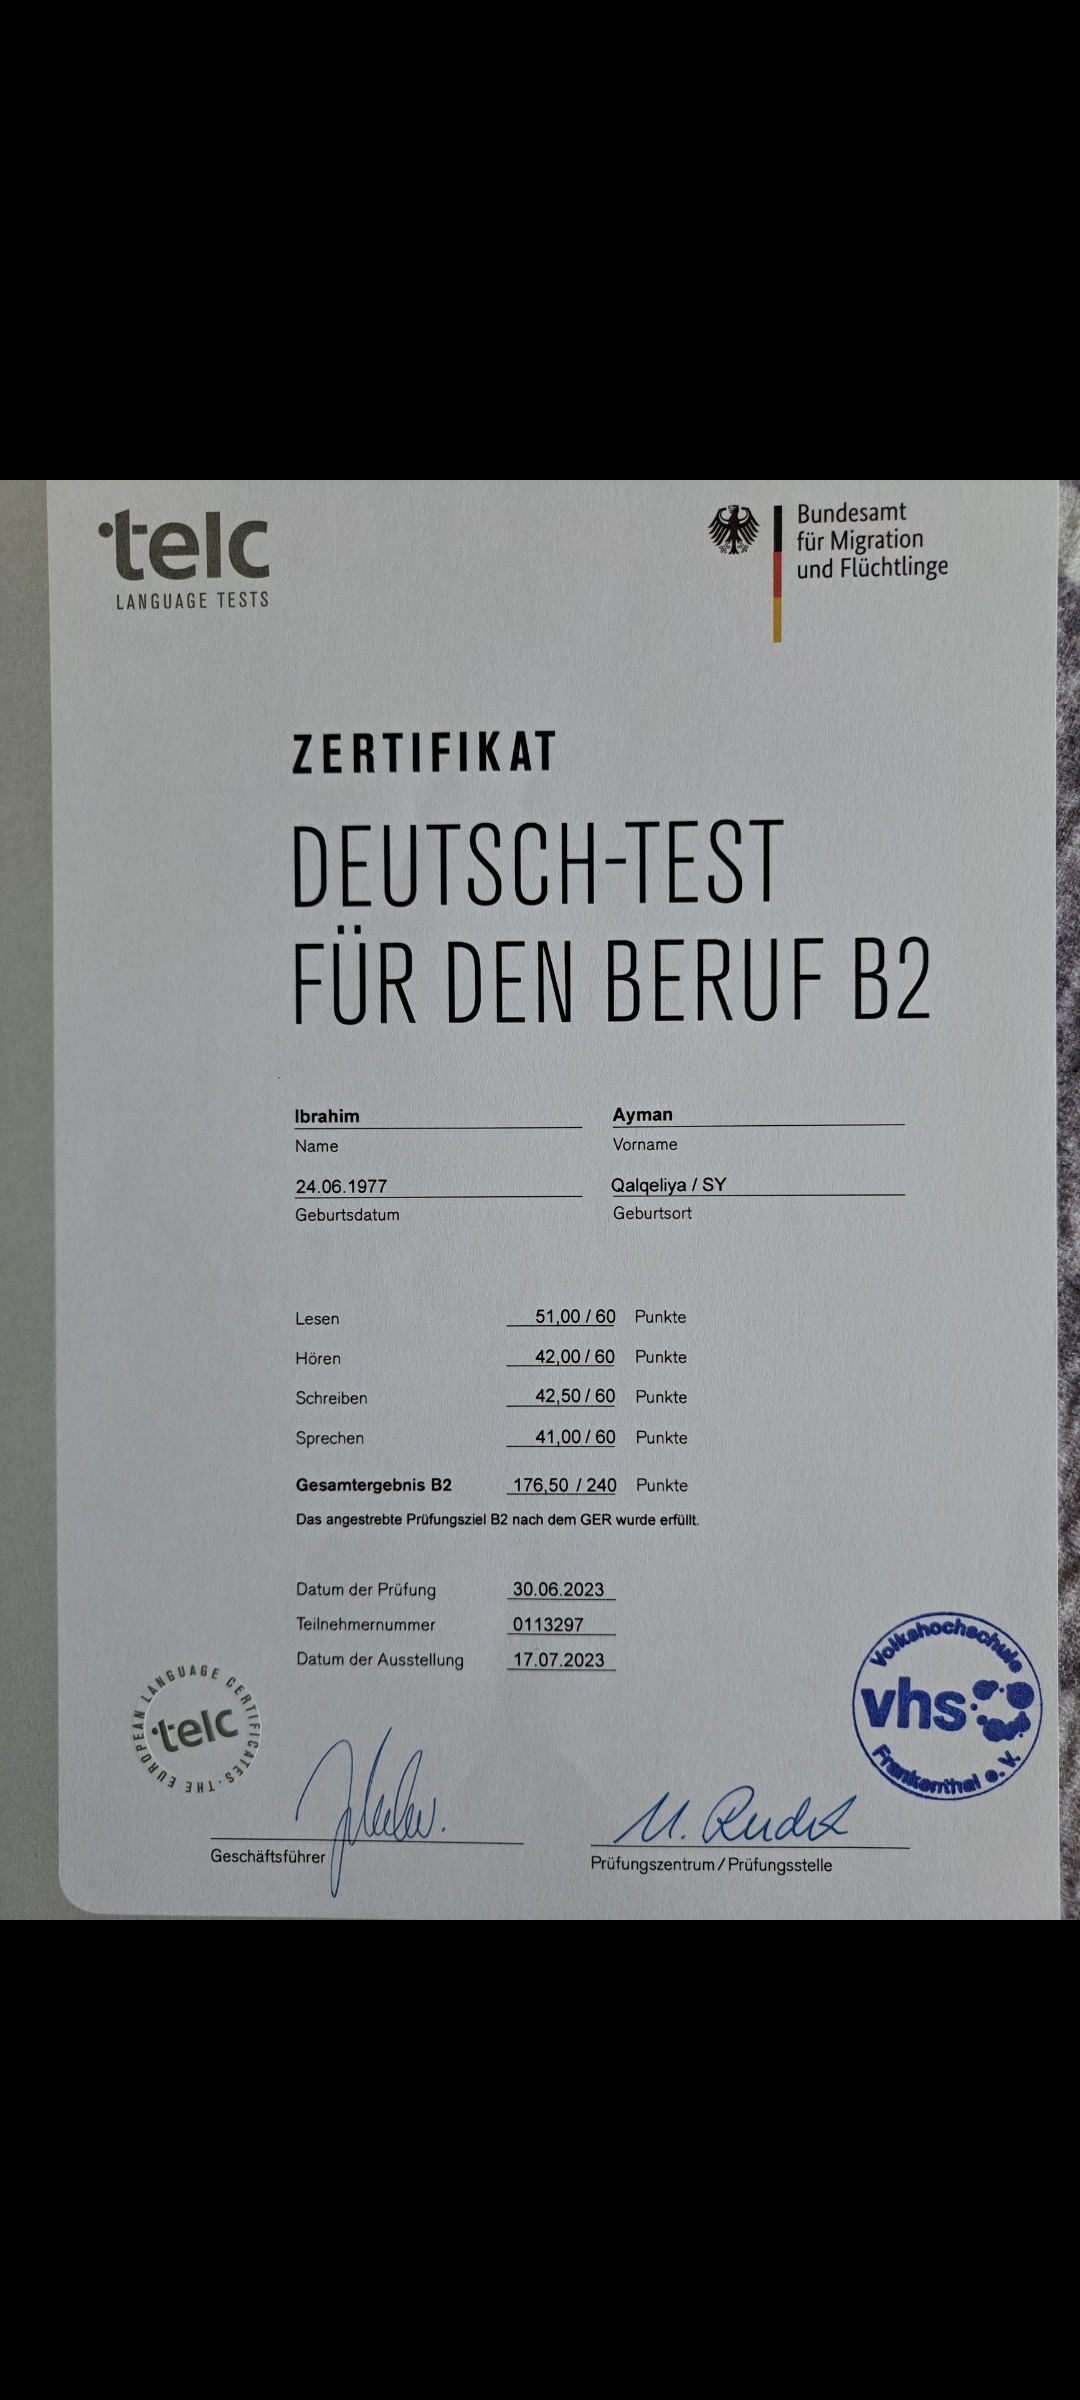 telc
LANGUAGE TESTS
Bundesamt
für Migration
und Flüchtlinge
ZERTIFIKAT
DEUTSCH-TEST
FÜR DEN BERUF B2
Ibrahim Ayman
Name Vorname
24.06.1977 Qalqeliya / SY
Geburtsdatum Geburtsort
Lesen 51,00 / 60 Punkte
Hören 42,00 / 60 Punkte
Schreiben 42,50 / 60 Punkte
Sprechen 41,00 / 60 Punkte
Gesamtergebnis B2 176,50 / 240 Punkte
Das angestrebte Prüfungsziel B2 nach dem GER wurde erfüllt.
Datum der Prüfung 30.06.2023
Teilnehmernummer 0113297
Datum der Ausstellung 17.07.2023
telc
THE EUROPEAN LANGUAGE CERTIFICATES
Volkshochschule
vhs
Frankenthal e. V.
Geschäftsführer
Prüfungszentrum / Prüfungsstelle